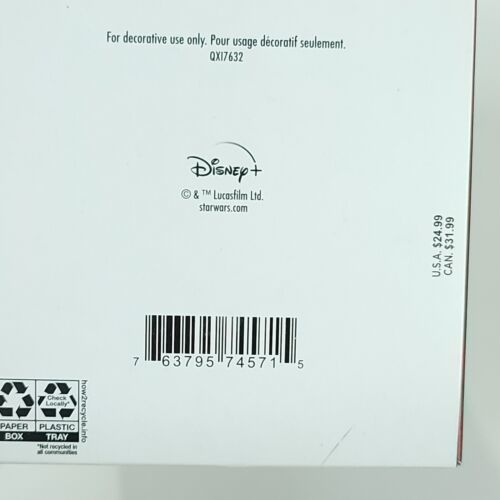 For decorative use only. Pour usage décoratif seulement.
QXI7632
Disney+
© & ™ Lucasfilm Ltd.
starwars.com
U.S.A. $24.99
CAN. $31.99
7 63795 74571 5
Check Locally*
PAPER PLASTIC
BOX TRAY
*Not recycled in
all communities
how2recycle.info